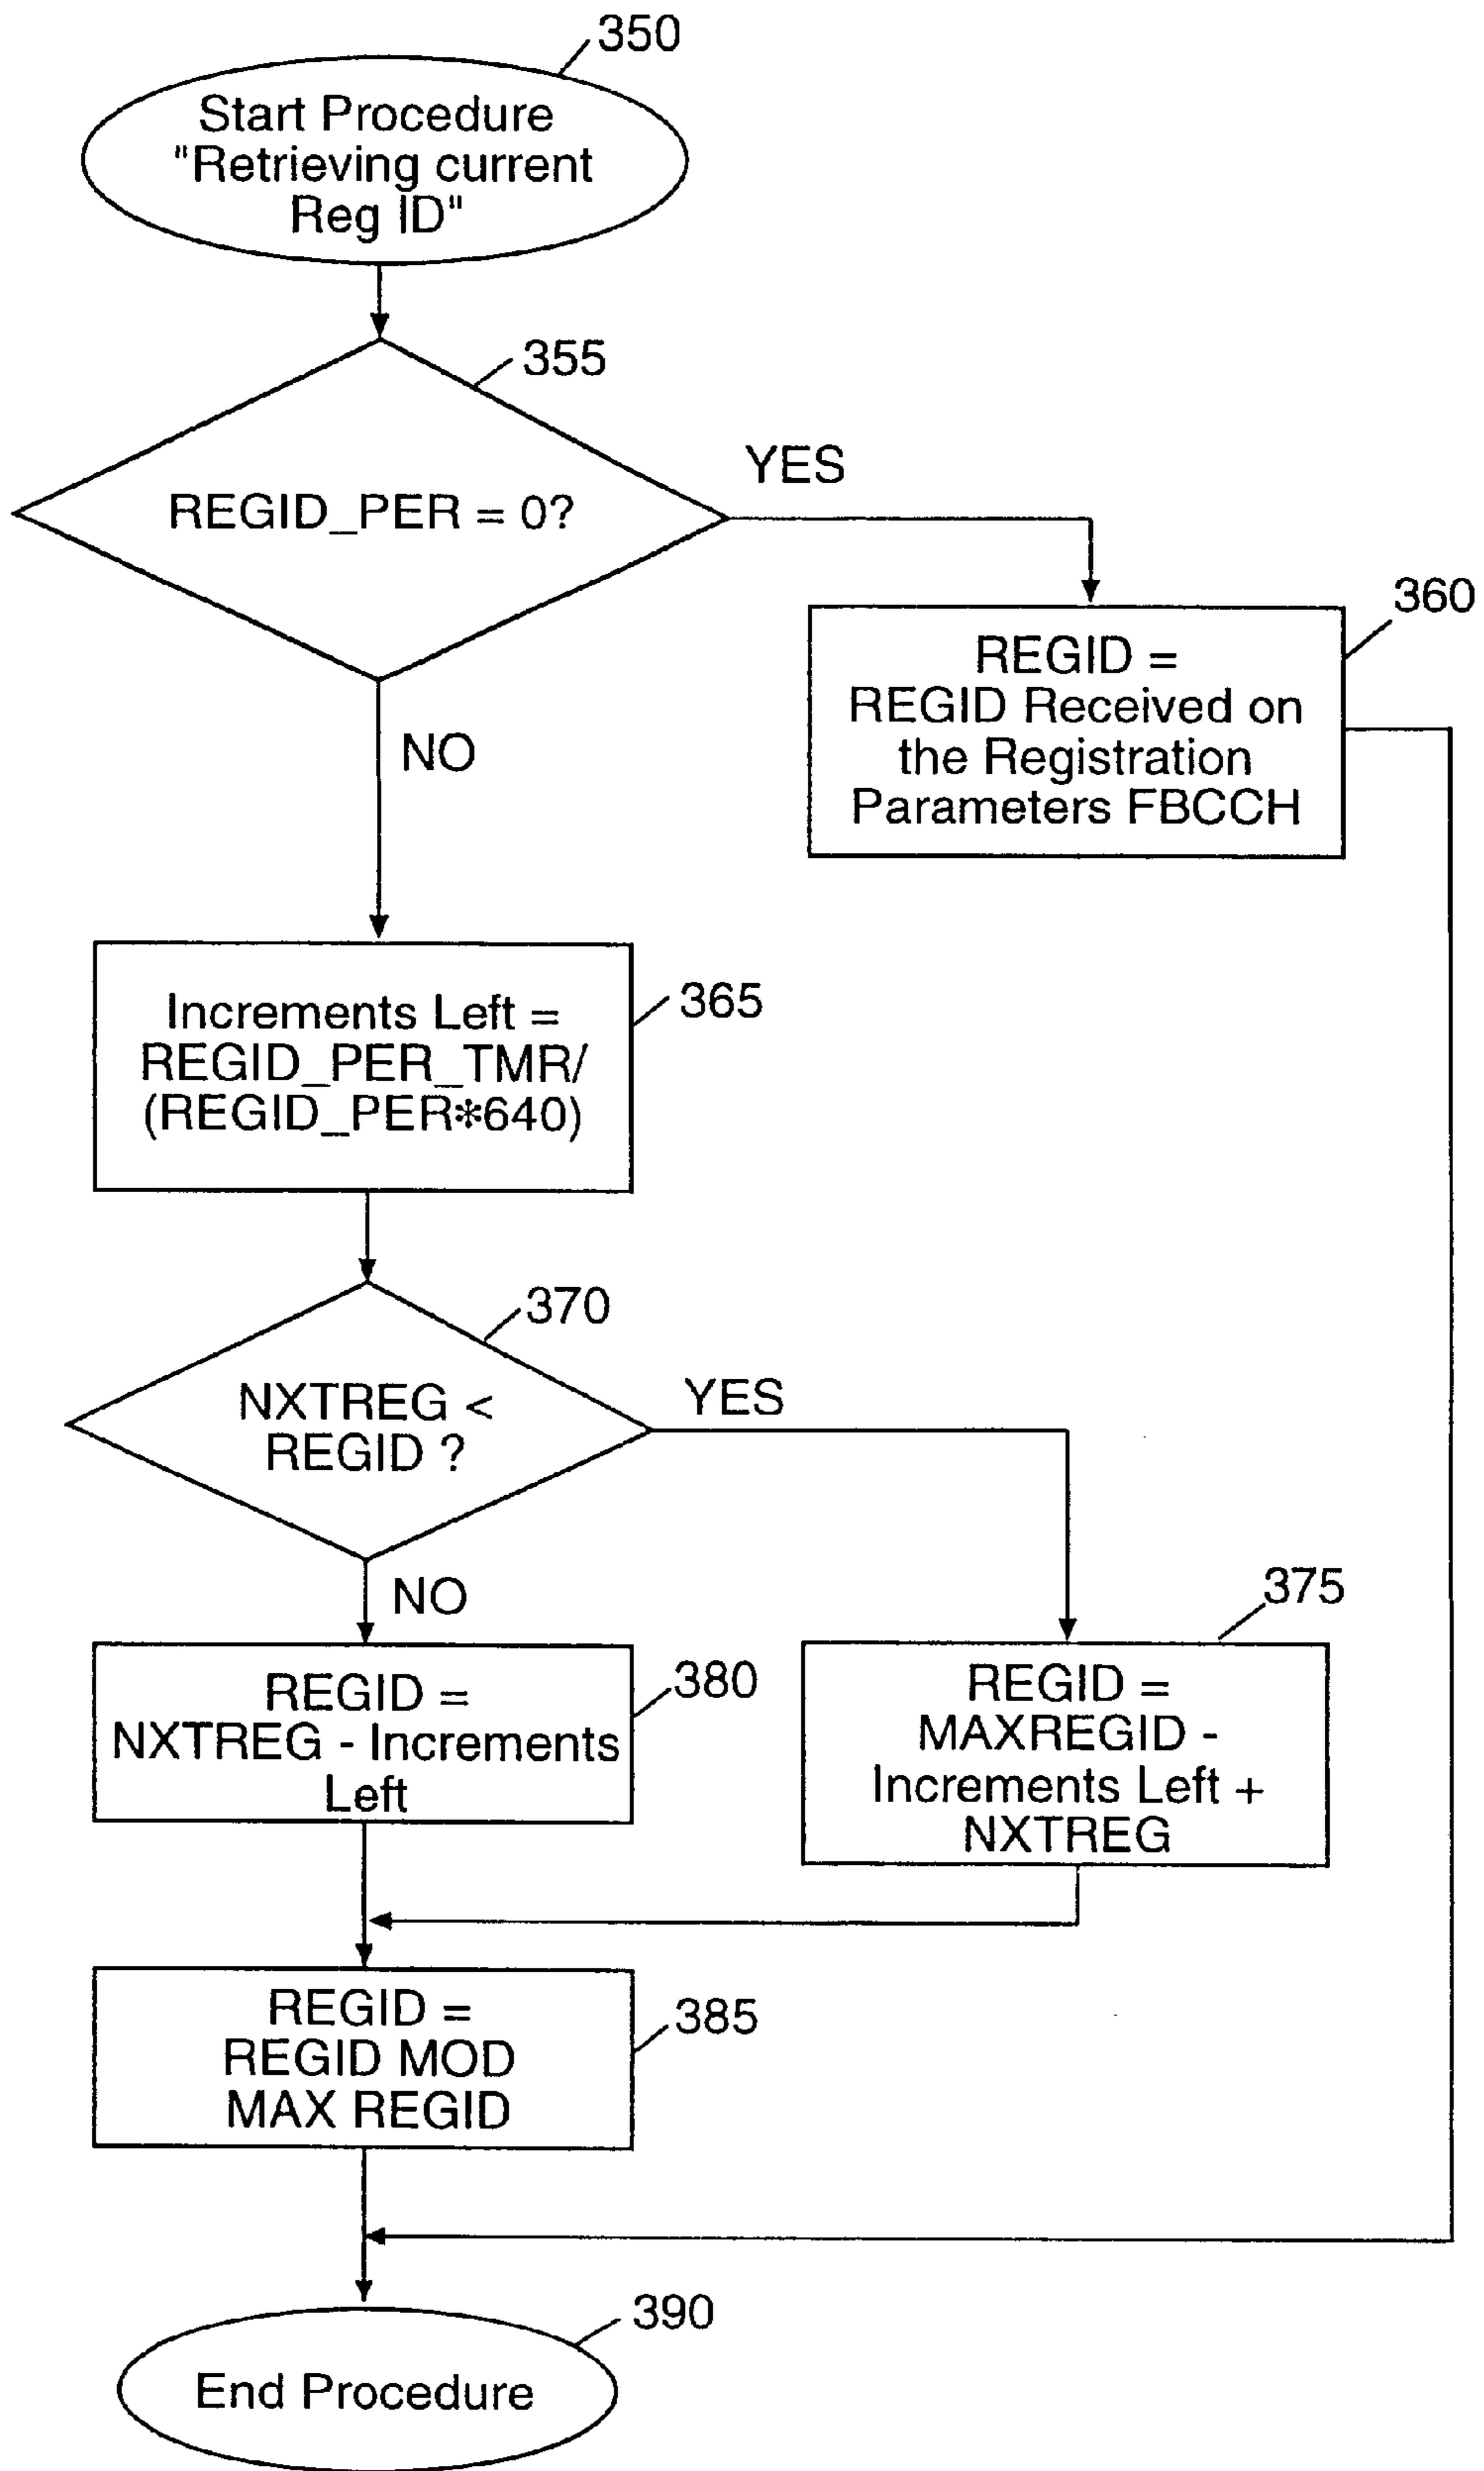 350
Start Procedure
"Retrieving current
Reg ID"
355
REGID_PER = 0?
YES
360
REGID =
REGID Received on
the Registration
Parameters FBCCH
NO
365
Increments Left =
REGID_PER_TMR/
(REGID_PER*640)
370
NXTREG <
REGID ?
YES
NO
375
REGID =
MAXREGID -
Increments Left +
NXTREG
380
REGID =
NXTREG - Increments
Left
385
REGID =
REGID MOD
MAX REGID
390
End Procedure